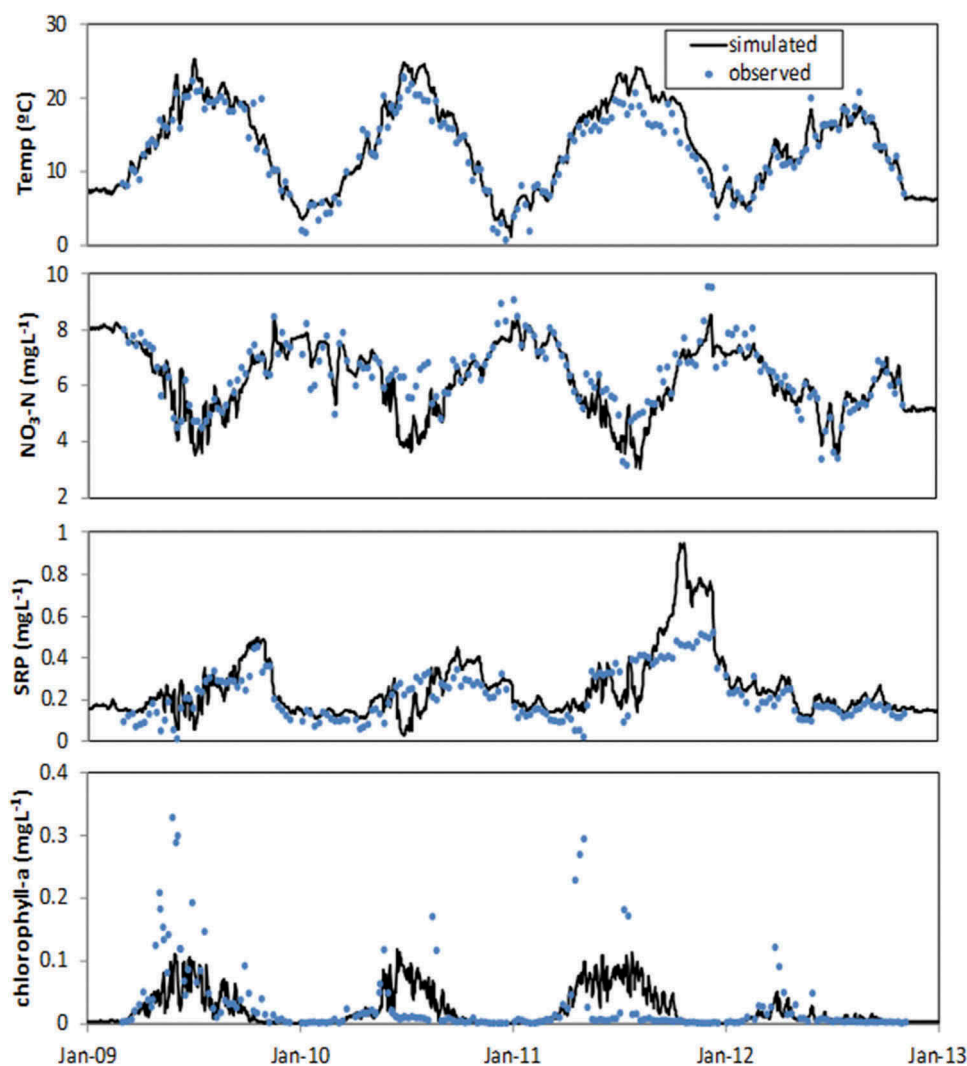 simulated
observed
Temp (ºC)
30
20
10
0
NO₃-N (mgL⁻¹)
10
8
6
4
2
SRP (mgL⁻¹)
1
0.8
0.6
0.4
0.2
0
chlorophyll-a (mgL⁻¹)
0.4
0.3
0.2
0.1
0
Jan-09 Jan-10 Jan-11 Jan-12 Jan-13